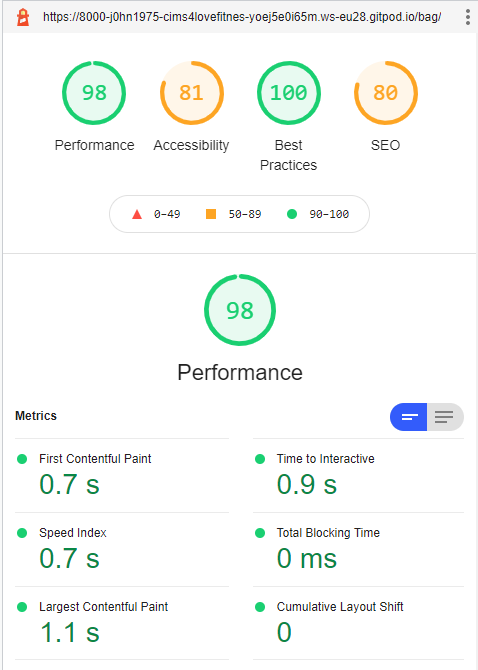 https://8000-j0hn1975-cims4lovefitnes-yoej5e0i65m.ws-eu28.gitpod.io/bag/
98 81 100 80
Performance Accessibility Best Practices SEO
0–49 50–89 90–100
98
Performance
Metrics
First Contentful Paint Time to Interactive
0.7 s 0.9 s
Speed Index Total Blocking Time
0.7 s 0 ms
Largest Contentful Paint Cumulative Layout Shift
1.1 s 0